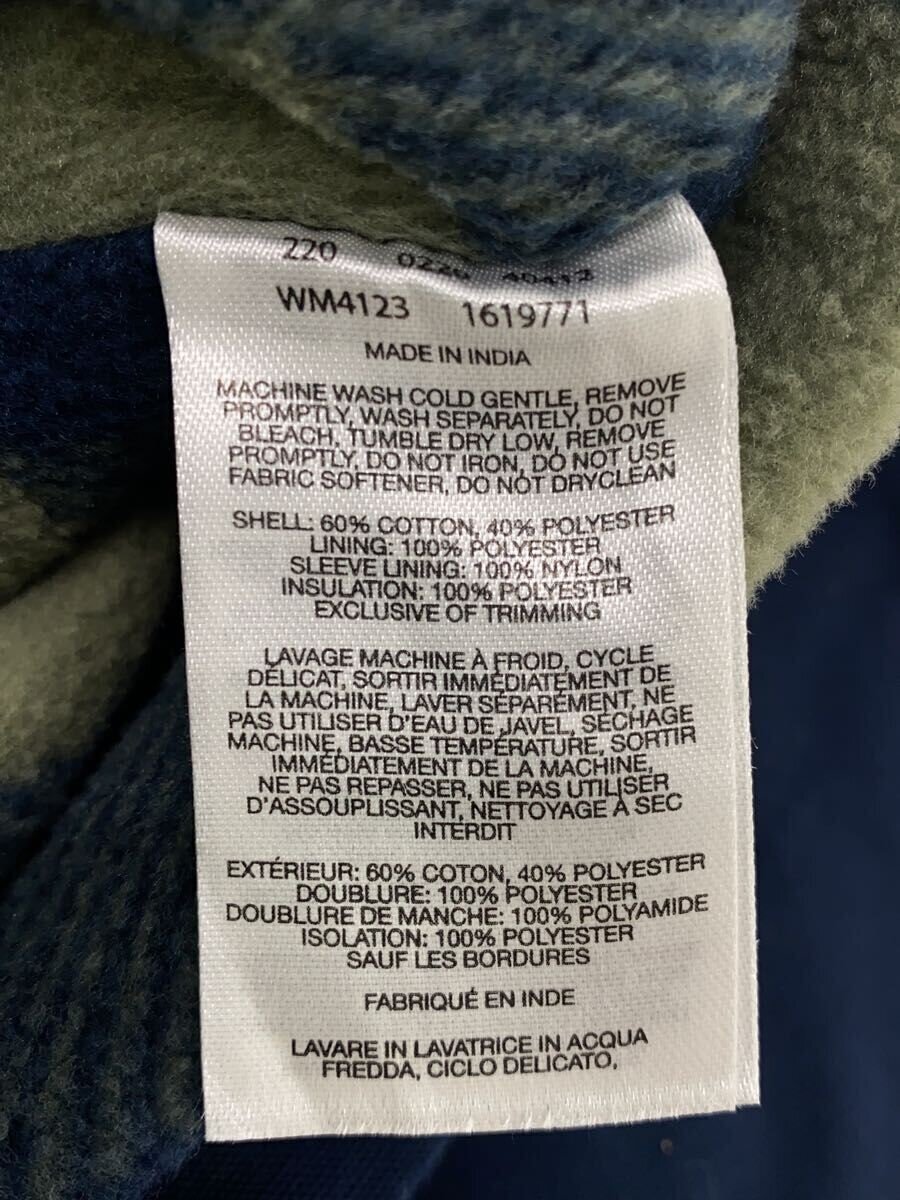 220 0220 40412
WM4123 1619771
MADE IN INDIA
MACHINE WASH COLD GENTLE, REMOVE
PROMPTLY, WASH SEPARATELY, DO NOT
BLEACH, TUMBLE DRY LOW, REMOVE
PROMPTLY, DO NOT IRON, DO NOT USE
FABRIC SOFTENER, DO NOT DRYCLEAN
SHELL: 60% COTTON, 40% POLYESTER
LINING: 100% POLYESTER
SLEEVE LINING: 100% NYLON
INSULATION: 100% POLYESTER
EXCLUSIVE OF TRIMMING
LAVAGE MACHINE À FROID, CYCLE
DÉLICAT, SORTIR IMMÉDIATEMENT DE
LA MACHINE, LAVER SÉPARÉMENT, NE
PAS UTILISER D'EAU DE JAVEL, SÉCHAGE
MACHINE, BASSE TEMPÉRATURE, SORTIR
IMMÉDIATEMENT DE LA MACHINE,
NE PAS REPASSER, NE PAS UTILISER
D'ASSOUPLISSANT, NETTOYAGE À SEC
INTERDIT
EXTÉRIEUR: 60% COTON, 40% POLYESTER
DOUBLURE: 100% POLYESTER
DOUBLURE DE MANCHE: 100% POLYAMIDE
ISOLATION: 100% POLYESTER
SAUF LES BORDURES
FABRIQUÉ EN INDE
LAVARE IN LAVATRICE IN ACQUA
FREDDA, CICLO DELICATO,